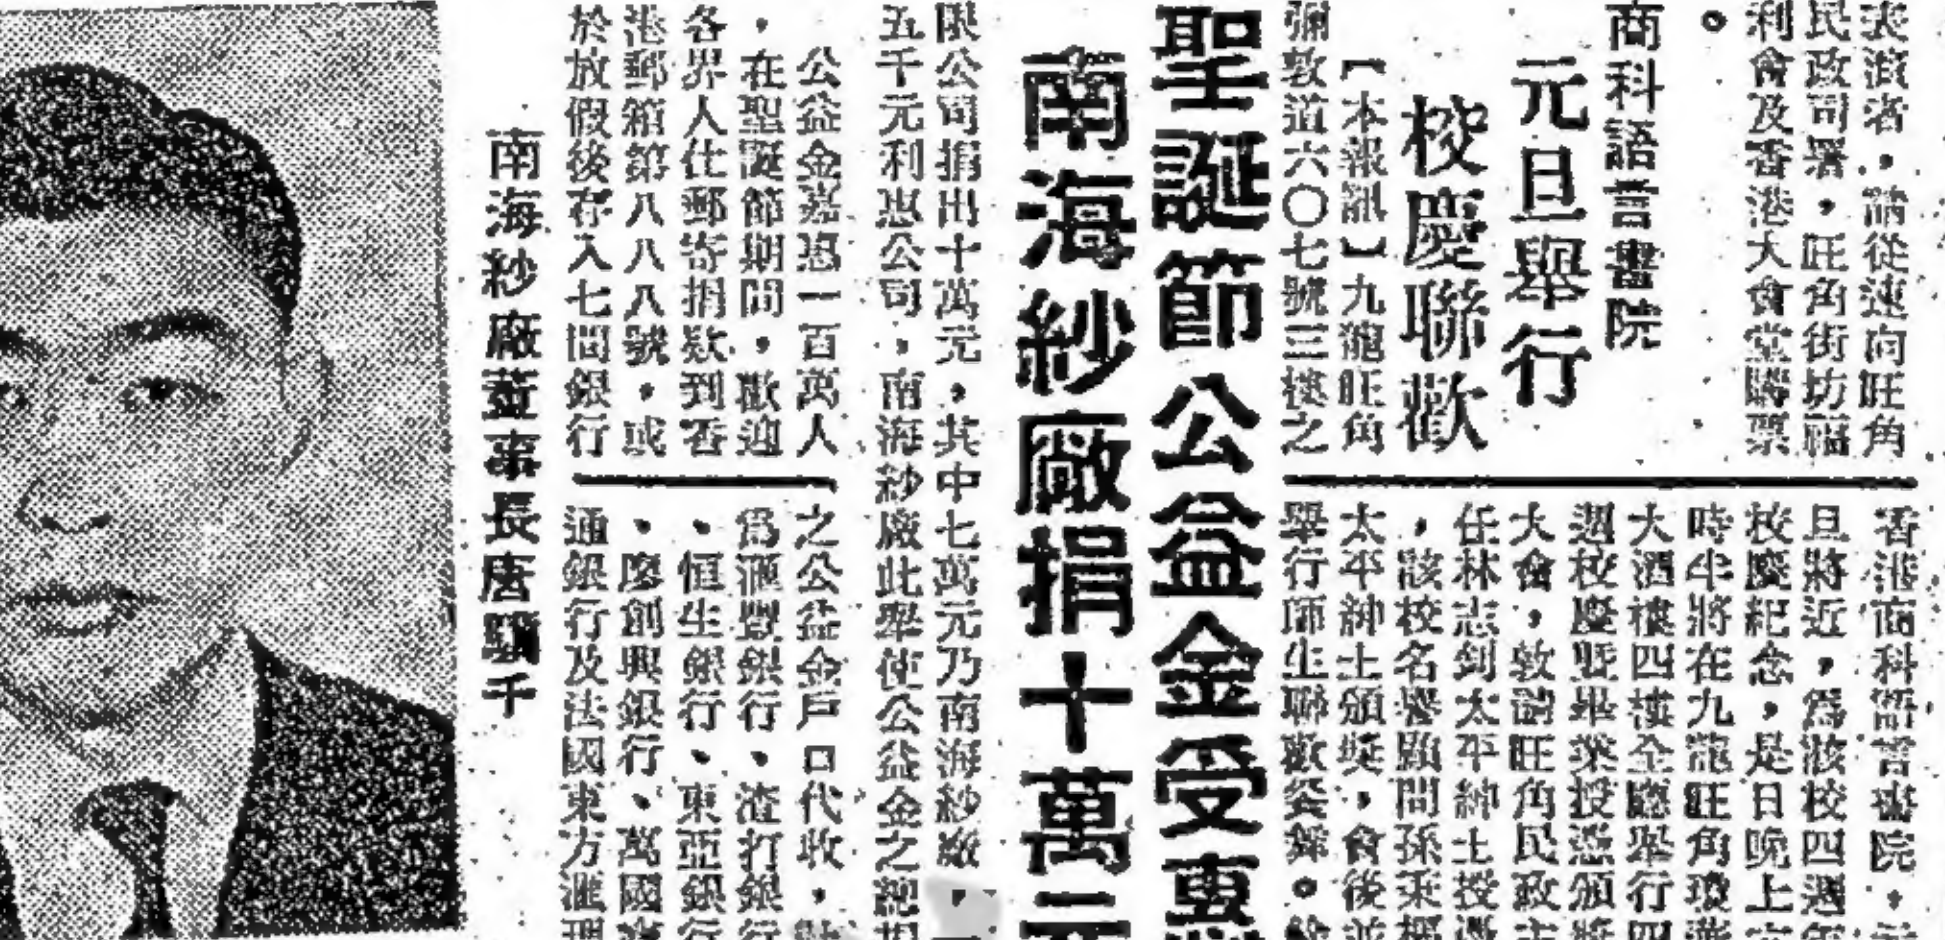 表演者,請從速向旺角
民政司署,旺角街坊福
利會及香港大會堂購票
。
商科語言書院
元旦舉行
校慶聯歡
【本報訊】九龍旺角
彌敦道六〇七號三樓之
香港商科語言書院,
旦將近,為該校四週年
校慶紀念,是日晚上
時半將在九龍旺角瓊華
大酒樓四樓全廳舉行四
週校慶暨畢業授憑頒獎
大會,敦請旺角民政主
任林志釗太平紳士授憑
,該校名譽顧問孫秉樞
太平紳士頒獎,會後並
舉行師生聯歡餐舞。
聖誕節公益金受惠
南海紗廠捐十萬元
限公司捐出十萬元,其中七萬元乃南海紗廠,
五千元利惠公司,南海紗廠此舉使公益金之總捐
公益金嘉惠一百萬人
,在聖誕節期間,歡迎
各界人仕郵寄捐欵到香
港郵箱第八八八號,或
於放假後存入七間銀行
之公益金戶口代收,
為滙豐銀行、渣打銀行
、恒生銀行、東亞銀行
、廖創興銀行、萬國
通銀行及法國東方滙理
南海紗廠董事長唐驥千